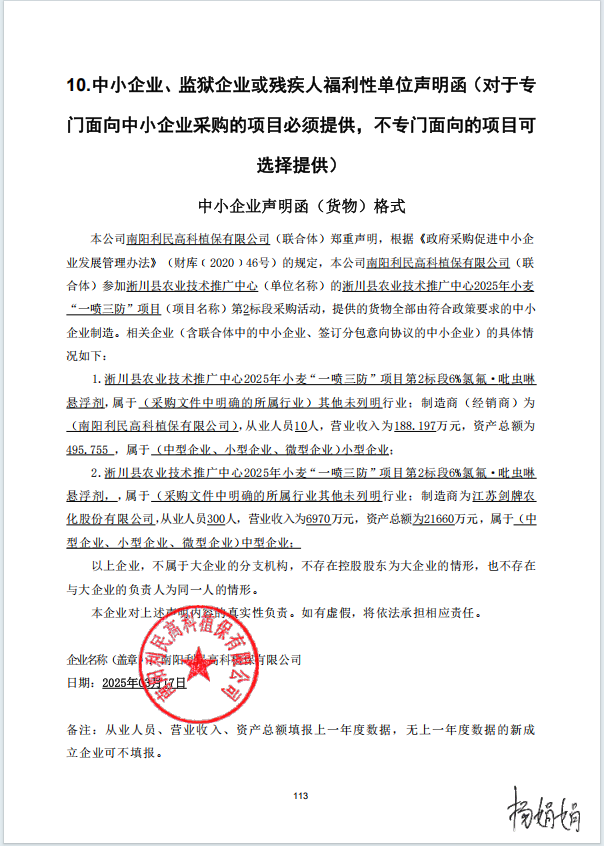 10.中小企业、监狱企业或残疾人福利性单位声明函（对于专
门面向中小企业采购的项目必须提供，不专门面向的项目可
选择提供）
中小企业声明函（货物）格式
本公司南阳利民高科植保有限公司（联合体）郑重声明，根据《政府采购促进中小企
业发展管理办法》（财库﹝2020﹞46号）的规定，本公司南阳利民高科植保有限公司（联
合体）参加淅川县农业技术推广中心（单位名称）的淅川县农业技术推广中心2025年小麦
“一喷三防”项目（项目名称）第2标段采购活动，提供的货物全部由符合政策要求的中小
企业制造。相关企业（含联合体中的中小企业、签订分包意向协议的中小企业）的具体情
况如下：
1.淅川县农业技术推广中心2025年小麦“一喷三防”项目第2标段6%氯氟·吡虫啉
悬浮剂,属于（采购文件中明确的所属行业）其他未列明行业；制造商（经销商）为
（南阳利民高科植保有限公司）,从业人员10人，营业收入为188.197万元，资产总额为
495.755 ，属于（中型企业、小型企业、微型企业)小型企业;
2.淅川县农业技术推广中心2025年小麦“一喷三防”项目第2标段6%氯氟·吡虫啉
悬浮剂，,属于（采购文件中明确的所属行业其他未列明行业；制造商为江苏剑牌农
化股份有限公司,从业人员300人，营业收入为6970万元，资产总额为21660万元，属于（中
型企业、小型企业、微型企业)中型企业;
以上企业，不属于大企业的分支机构，不存在控股股东为大企业的情形，也不存在
与大企业的负责人为同一人的情形。
本企业对上述声明内容的真实性负责。如有虚假，将依法承担相应责任。
企业名称（盖章）：南阳利民高科植保有限公司
日期：2025年03月17日
南阳利民高科植保有限公司
备注：从业人员、营业收入、资产总额填报上一年度数据，无上一年度数据的新成
立企业可不填报。
113
杨娟娟